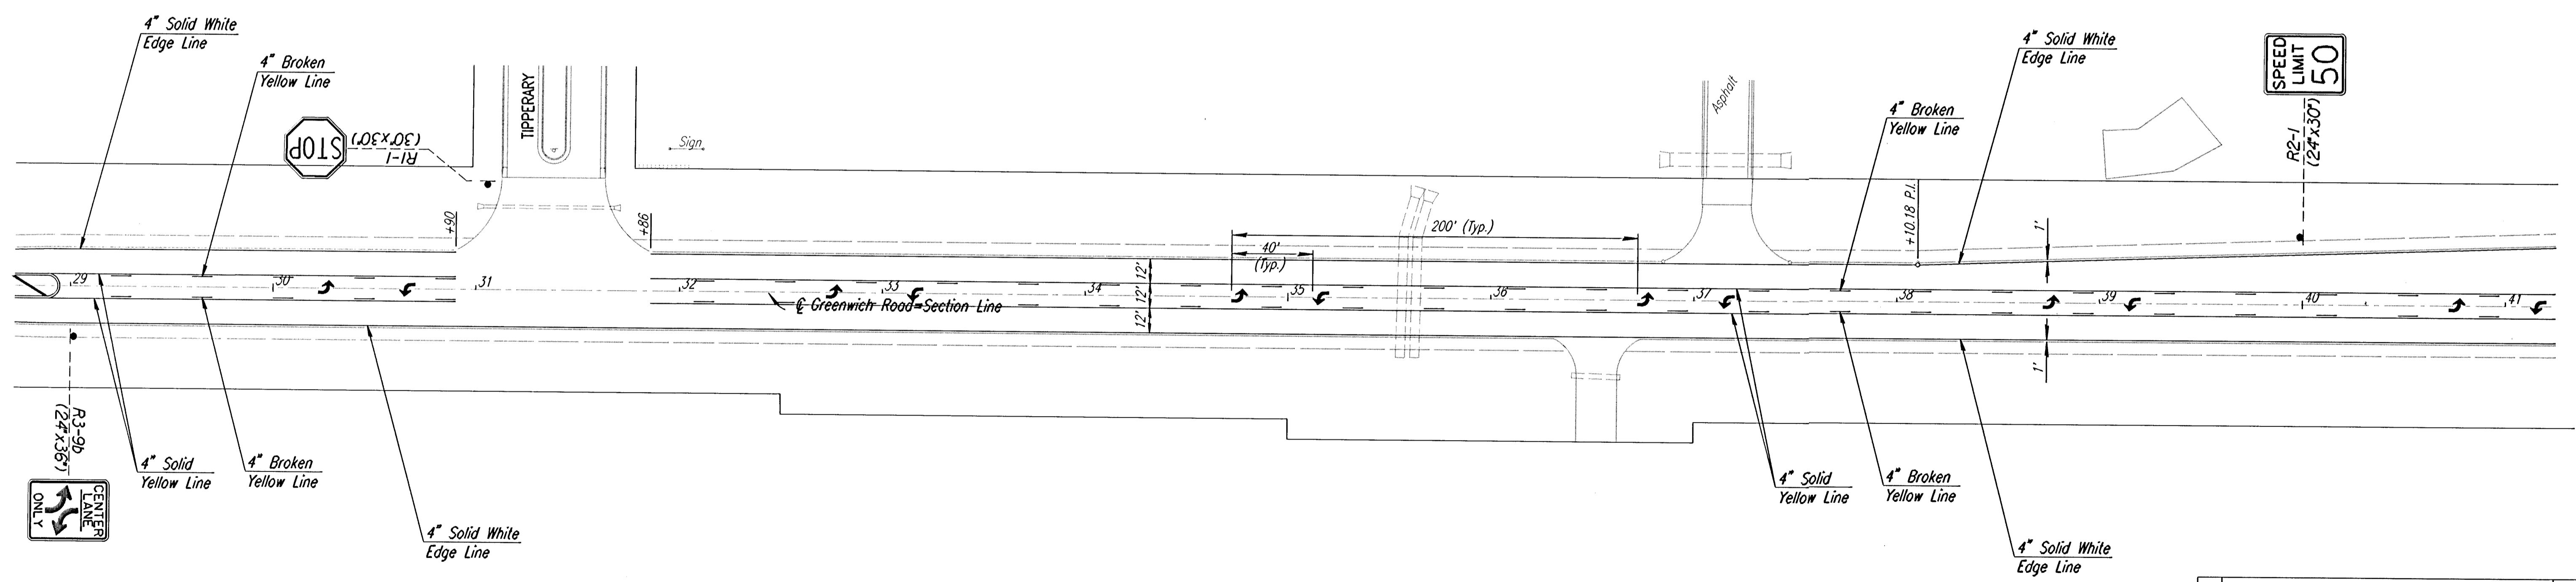 4" Solid White
Edge Line
4" Broken
Yellow Line
STOP
R1-1
(30"x30")
TIPPERARY
Sign
+90
+86
200' (Typ.)
40'
(Typ.)
Asphalt
4" Broken
Yellow Line
+10.18 P.I.
4" Solid White
Edge Line
1'
SPEED
LIMIT
50
R2-1
(24"x30")
29
30
31
32
33
34
35
36
37
38
39
40
41
12'
12'
12'
℄ Greenwich Road=Section Line
1'
R3-9b
(24"x36")
CENTER
LANE
ONLY
4" Solid
Yellow Line
4" Broken
Yellow Line
4" Solid White
Edge Line
4" Solid
Yellow Line
4" Broken
Yellow Line
4" Solid White
Edge Line